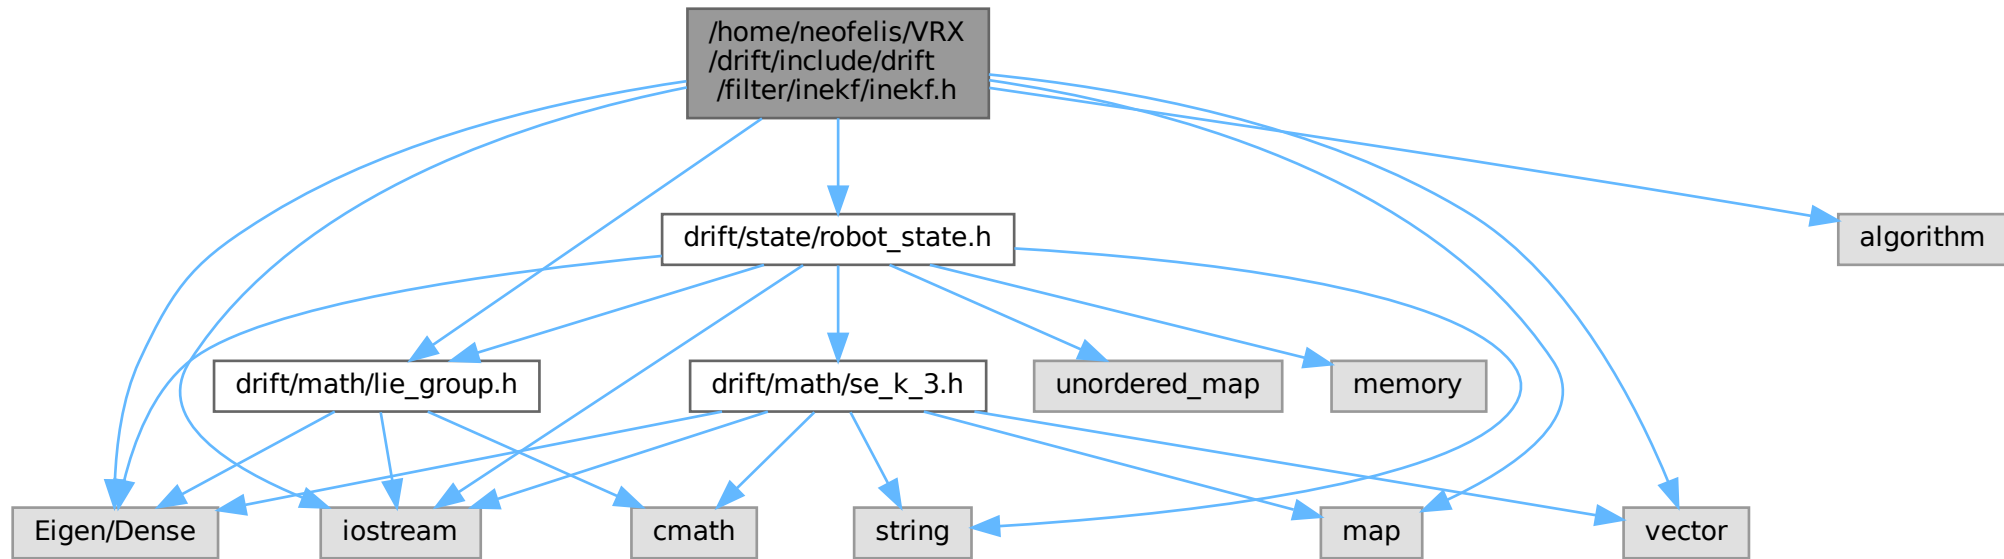 /home/neofelis/VRX
/drift/include/drift
/filter/inekf/inekf.h
drift/state/robot_state.h
algorithm
drift/math/lie_group.h
drift/math/se_k_3.h
unordered_map
memory
Eigen/Dense
iostream
cmath
string
map
vector